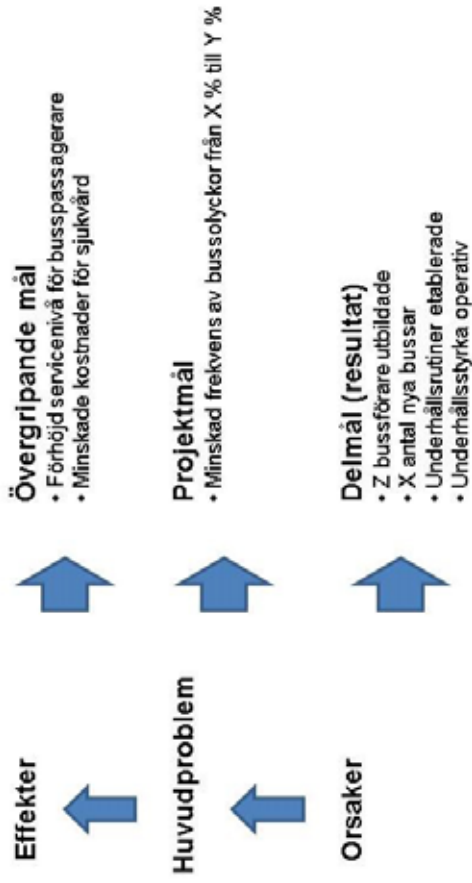 Effekter
Övergripande mål
• Förhöjd servicenivå för busspassagerare
• Minskade kostnader för sjukvård
Huvudproblem
Projektmål
• Minskad frekvens av bussolyckor från X % till Y %
Orsaker
Delmål (resultat)
• Z bussförare utbildade
• X antal nya bussar
• Underhållsrutiner etablerade
• Underhållsstyrka operativ